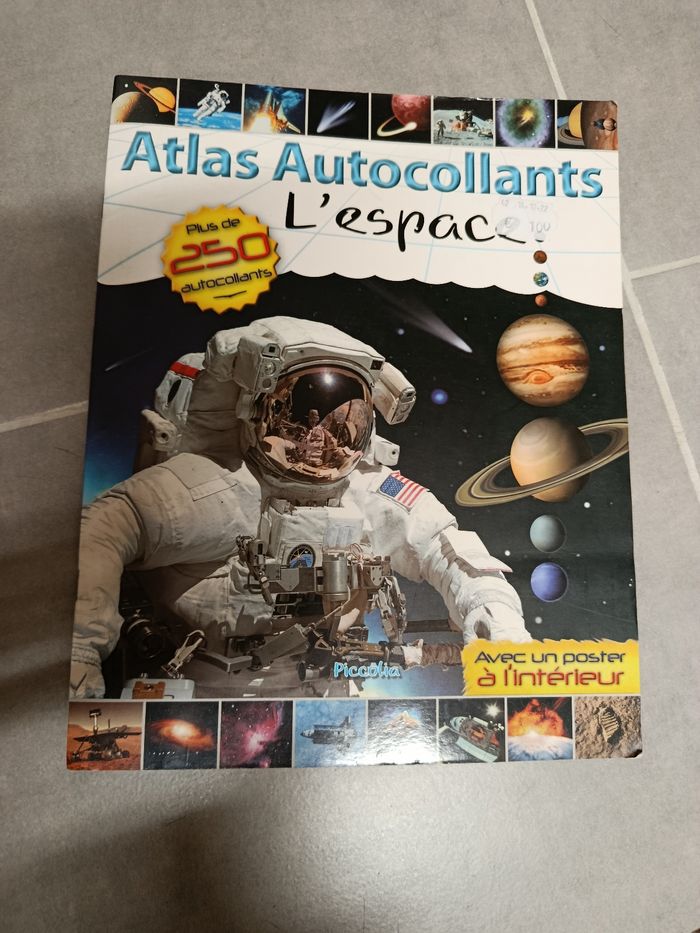 Atlas Autocollants
L'espace
Plus de
250
autocollants
Piccolia
Avec un poster
à l'intérieur